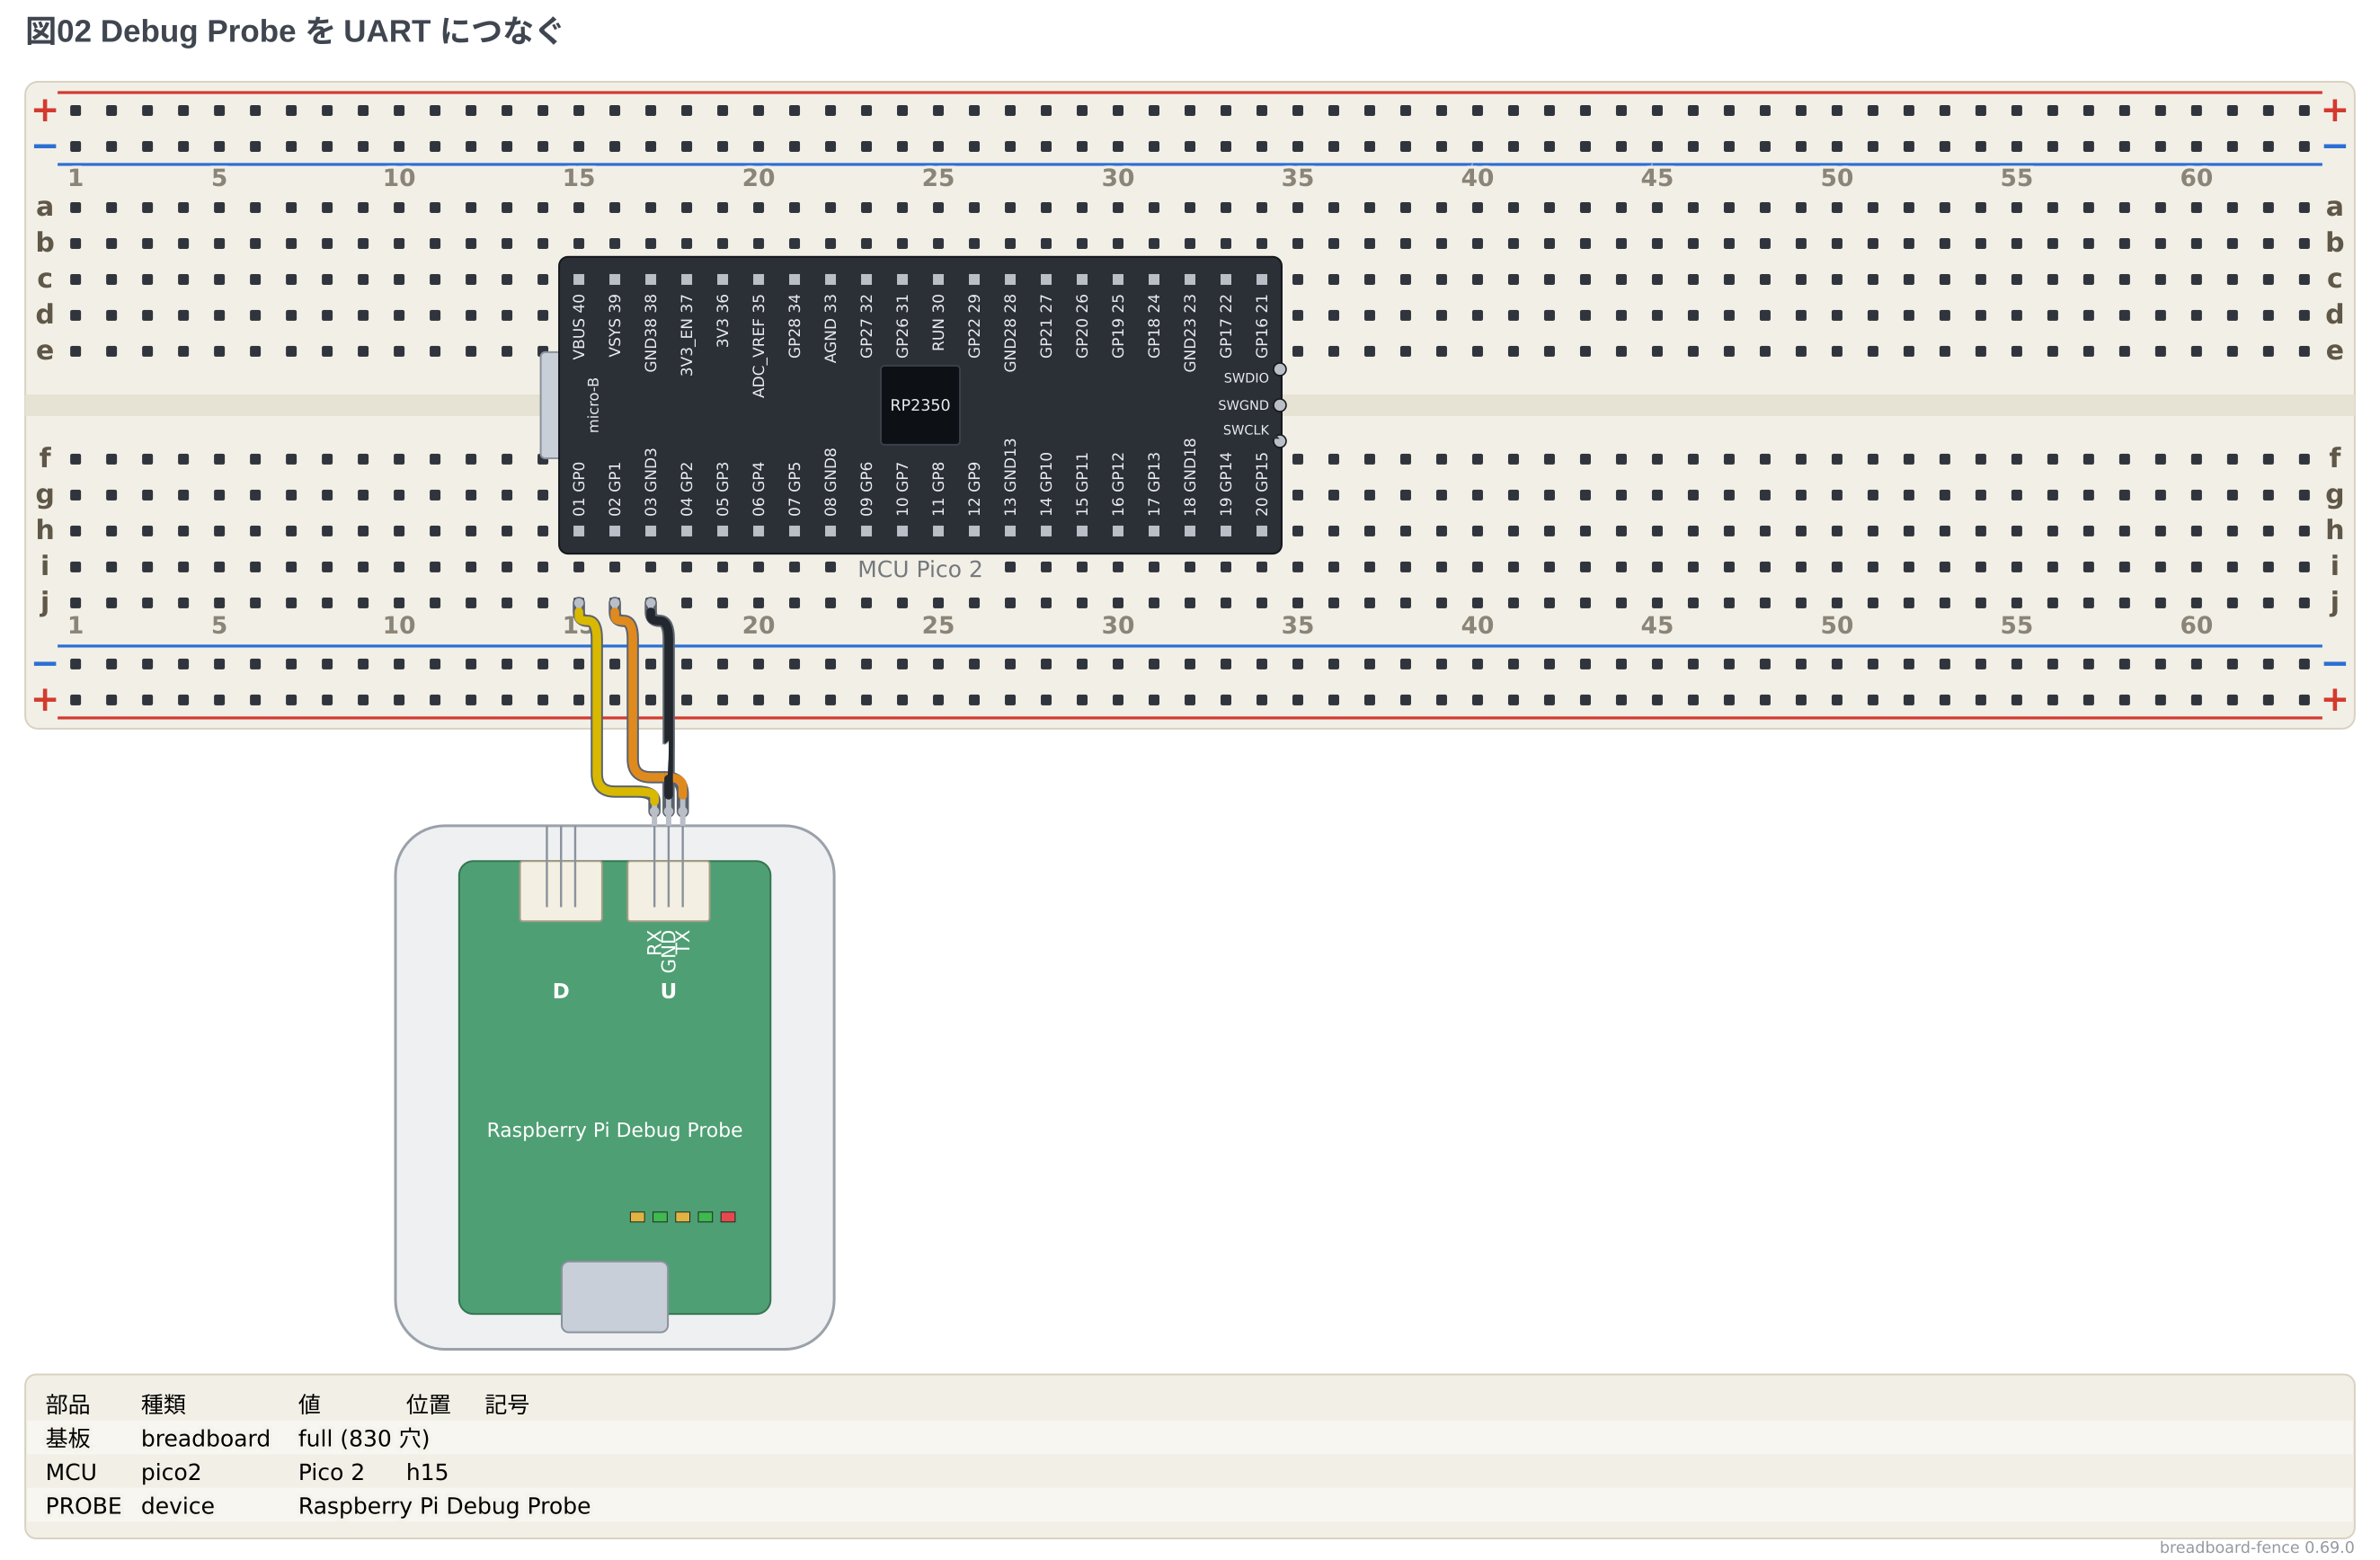 図02 Debug Probe を UART につなぐ
+ +
− −
1 5 10 15 20 25 30 35 40 45 50 55 60
a a
b b
c c
d d
e e
VBUS 40
VSYS 39
GND38 38
3V3_EN 37
3V3 36
ADC_VREF 35
GP28 34
AGND 33
GP27 32
GP26 31
RUN 30
GP22 29
GND28 28
GP21 27
GP20 26
GP19 25
GP18 24
GND23 23
GP17 22
GP16 21
micro-B
RP2350
SWDIO
SWGND
SWCLK
01 GP0
02 GP1
03 GND3
04 GP2
05 GP3
06 GP4
07 GP5
08 GND8
09 GP6
10 GP7
11 GP8
12 GP9
13 GND13
14 GP10
15 GP11
16 GP12
17 GP13
18 GND18
19 GP14
20 GP15
f f
g g
h h
i i
j j
MCU Pico 2
1 5 10 15 20 25 30 35 40 45 50 55 60
− −
+ +
RX
GND
TX
D U
Raspberry Pi Debug Probe
部品 種類 値 位置 記号
基板 breadboard full (830 穴)
MCU pico2 Pico 2 h15
PROBE device Raspberry Pi Debug Probe
breadboard-fence 0.69.0